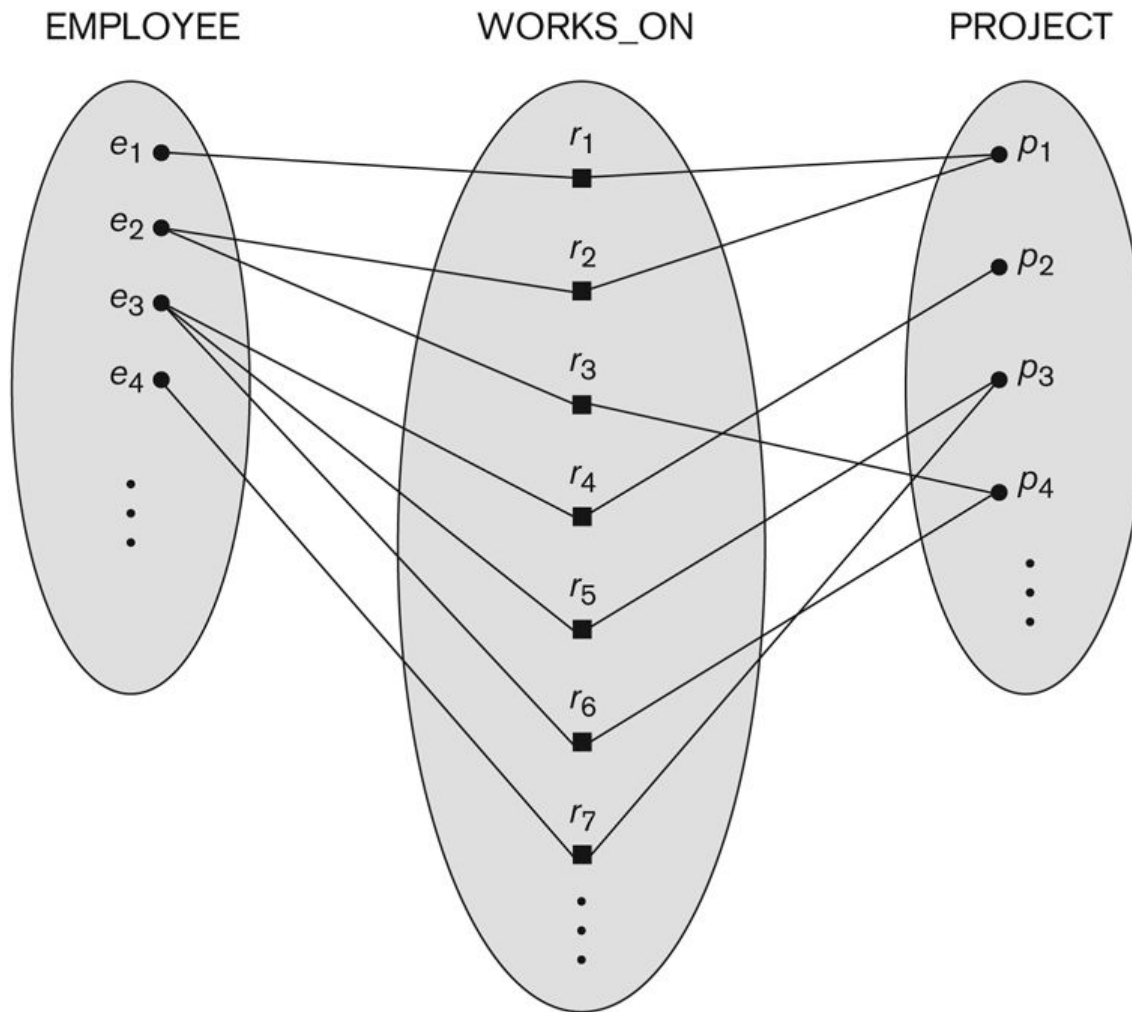 EMPLOYEE WORKS_ON PROJECT
e1 r1 p1
e2 r2 p2
e3 r3 p3
e4 r4 p4
r5
r6
r7